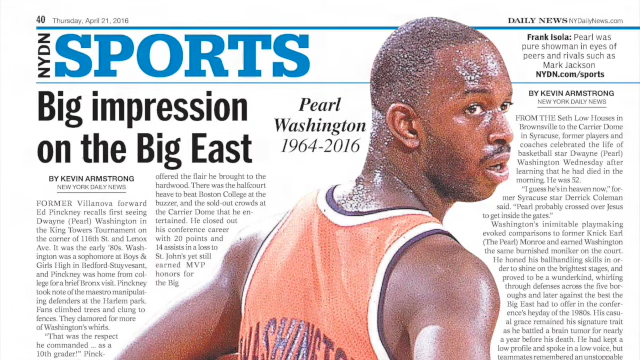 40 Thursday, April 21, 2016
DAILY NEWS NYDailyNews.com
NYDN
SPORTS
Big impression
on the Big East
BY KEVIN ARMSTRONG
NEW YORK DAILY NEWS
FORMER Villanova forward
Ed Pinckney recalls first seeing
Dwayne (Pearl) Washington in
the King Towers Tournament on
the corner of 116th St. and Lenox
Ave. It was the early '80s. Wash-
ington was a sophomore at Boys &
Girls High in Bedford-Stuyvesant,
and Pinckney was home from col-
lege for a brief Bronx visit. Pinckney
took note of the maestro manipulat-
ing defenders at the Harlem park.
Fans climbed trees and clung to
fences. They clamored for more
of Washington's whirls.
"That was the respect
he commanded ... as a
10th grader!" Pinck-
offered the flair he brought to the
hardwood. There was the halfcourt
heave to beat Boston College at the
buzzer, and the sold-out crowds at
the Carrier Dome that he en-
tertained. He closed out
his conference career
with 20 points and
14 assists in a loss to
St. John's yet still
earned MVP
honors for
the Big
Pearl
Washington
1964-2016
Frank Isola: Pearl was
pure showman in eyes of
peers and rivals such as
Mark Jackson
NYDN.com/sports
BY KEVIN ARMSTRONG
NEW YORK DAILY NEWS
FROM THE Seth Low Houses in
Brownsville to the Carrier Dome
in Syracuse, former players and
coaches celebrated the life of
basketball star Dwayne (Pearl)
Washington Wednesday after
learning that he had died in the
morning. He was 52.
"I guess he's in heaven now," for-
mer Syracuse star Derrick Coleman
said. "Pearl probably crossed over Jesus
to get inside the gates."
Washington's inimitable playmaking
evoked comparisons to former Knick Earl
(The Pearl) Monroe and earned Washington
the same burnished moniker on the court.
He honed his ballhandling skills in or-
der to shine on the brightest stages, and
proved to be a wunderkind, whirling
through defenses across the five bor-
oughs and later against the best the
Big East had to offer in the confer-
ence's heyday of the 1980s. His casu-
al grace remained his signature trait
as he battled a brain tumor for nearly
a year before his death. He had kept a
low profile and spoke in a low voice, but
teammates remember an unstoppable